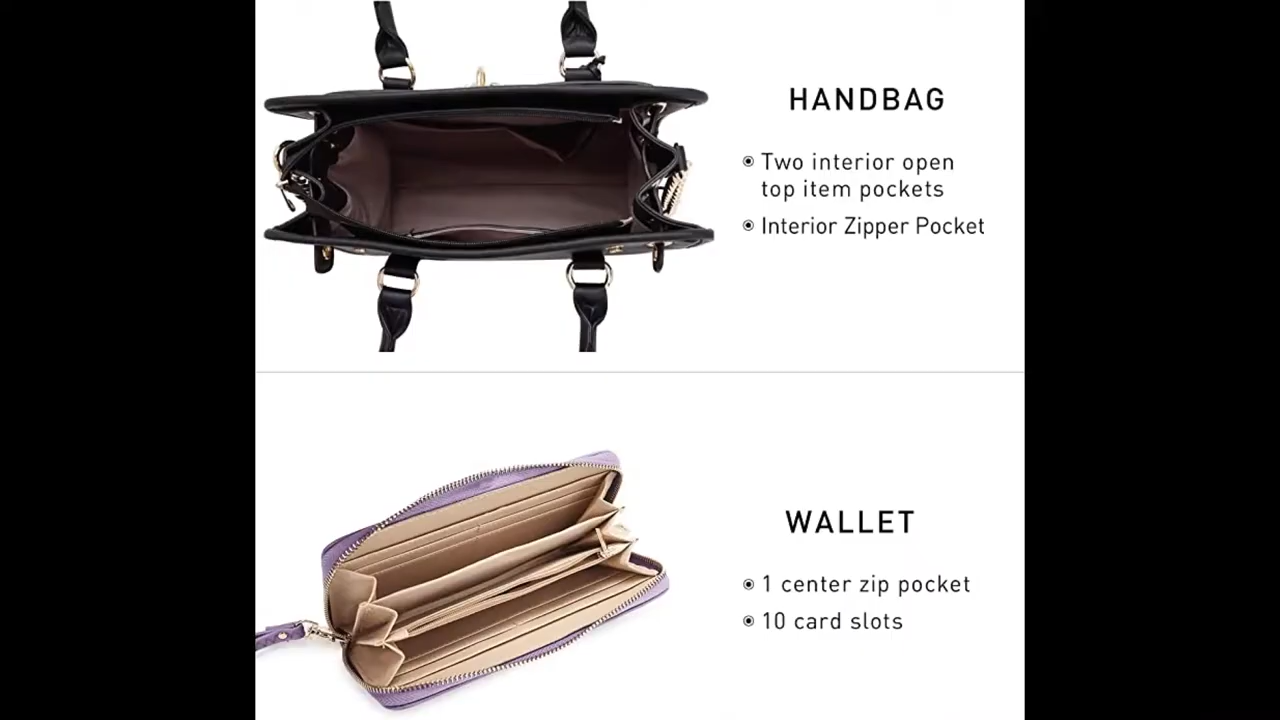 HANDBAG
Two interior open
top item pockets
Interior Zipper Pocket
WALLET
1 center zip pocket
10 card slots